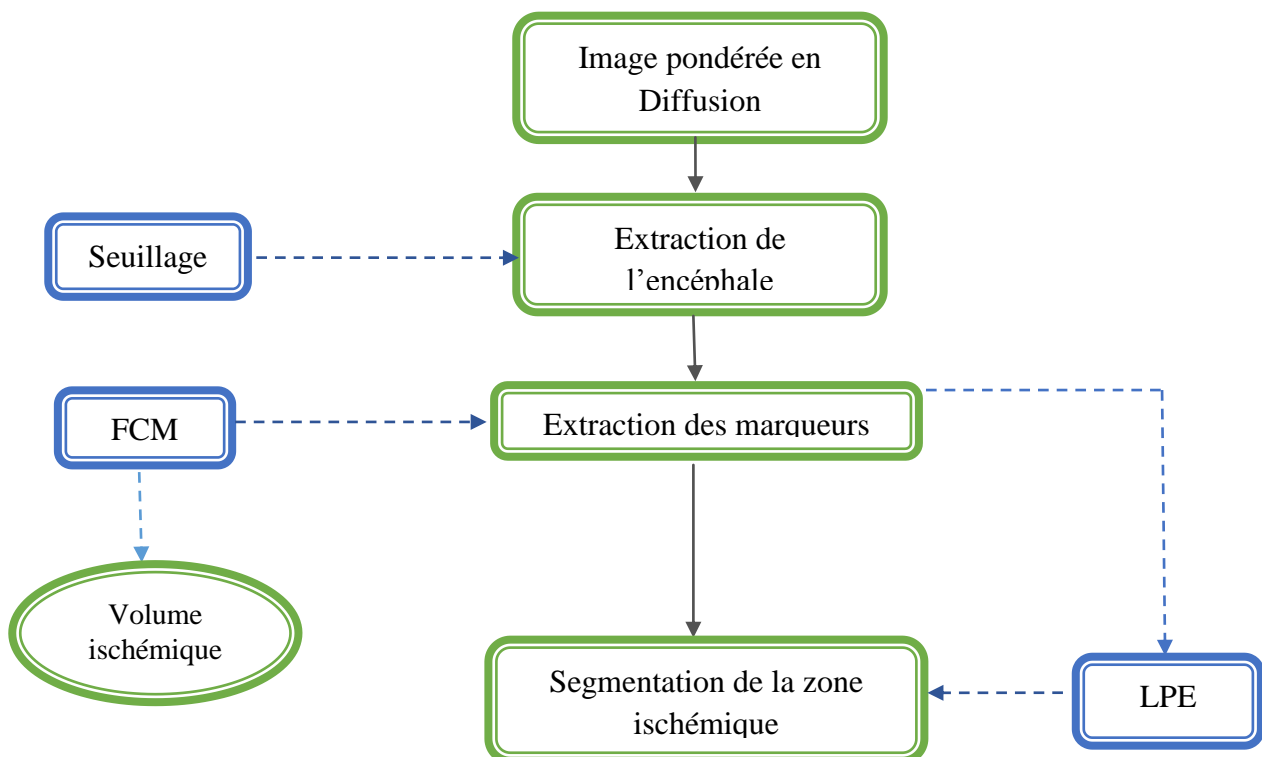 Image pondérée en
Diffusion
Seuillage
Extraction de
l’encéphale
FCM
Extraction des marqueurs
Volume
ischémique
Segmentation de la zone
ischémique
LPE